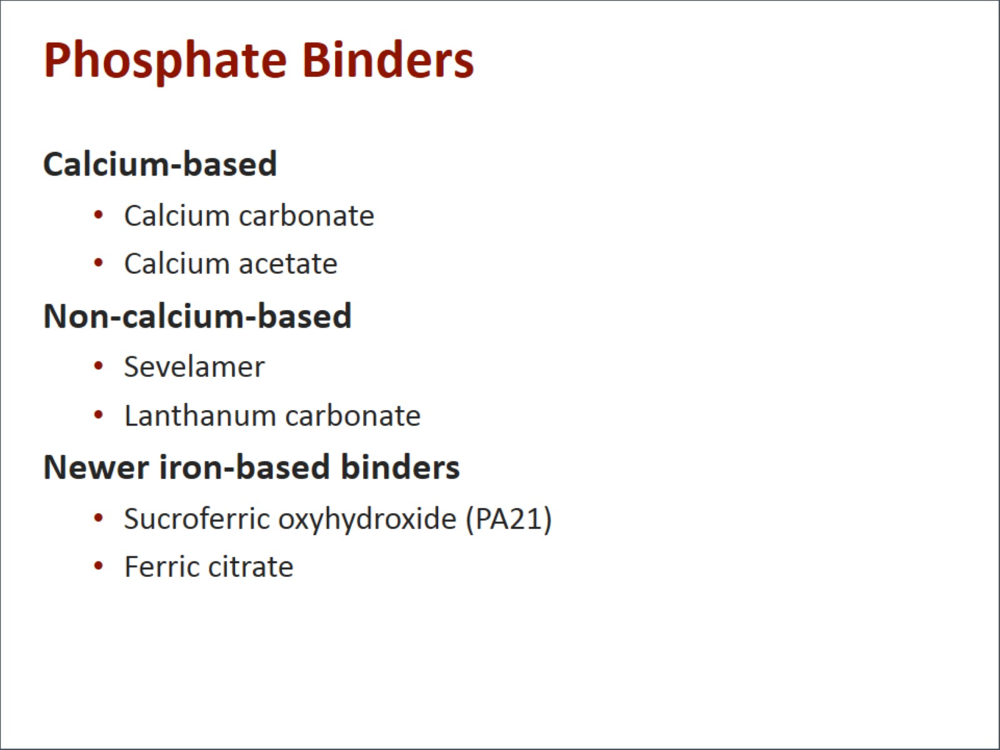 Phosphate Binders
Calcium-based
• Calcium carbonate
• Calcium acetate
Non-calcium-based
• Sevelamer
• Lanthanum carbonate
Newer iron-based binders
• Sucroferric oxyhydroxide (PA21)
• Ferric citrate